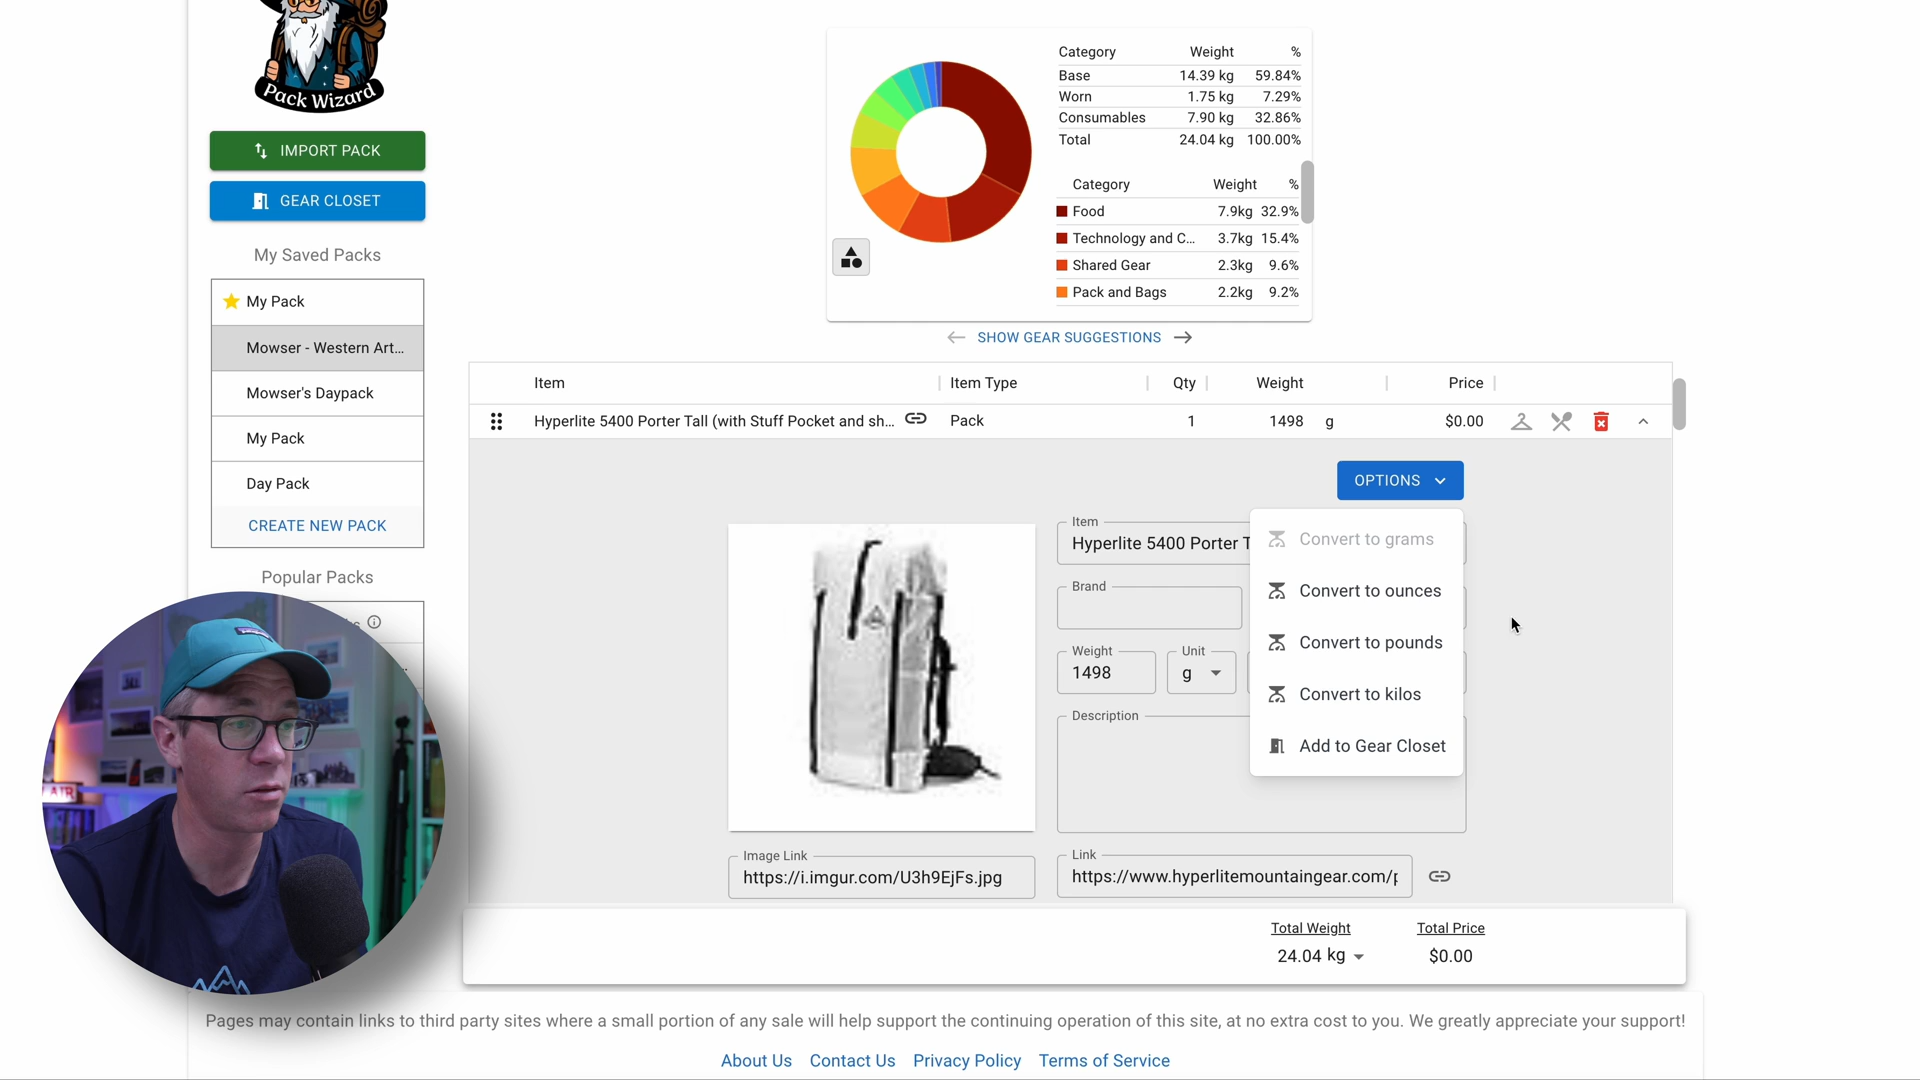 Pack Wizard
IMPORT PACK
GEAR CLOSET
My Saved Packs
My Pack
Mowser - Western Art...
Mowser's Daypack
My Pack
Day Pack
CREATE NEW PACK
Popular Packs
Category Weight %
Base 14.39 kg 59.84%
Worn 1.75 kg 7.29%
Consumables 7.90 kg 32.86%
Total 24.04 kg 100.00%
Category Weight %
Food 7.9kg 32.9%
Technology and C... 3.7kg 15.4%
Shared Gear 2.3kg 9.6%
Pack and Bags 2.2kg 9.2%
SHOW GEAR SUGGESTIONS
Item Item Type Qty Weight Price
Hyperlite 5400 Porter Tall (with Stuff Pocket and sh... Pack 1 1498 g $0.00
OPTIONS
Convert to grams
Convert to ounces
Convert to pounds
Convert to kilos
Add to Gear Closet
Item
Hyperlite 5400 Porter T
Brand
Weight Unit
1498 g
Description
Image Link
https://i.imgur.com/U3h9EjFs.jpg
Link
https://www.hyperlitemountaingear.com/p
Total Weight Total Price
24.04 kg $0.00
Pages may contain links to third party sites where a small portion of any sale will help support the continuing operation of this site, at no extra cost to you. We greatly appreciate your support!
About Us Contact Us Privacy Policy Terms of Service